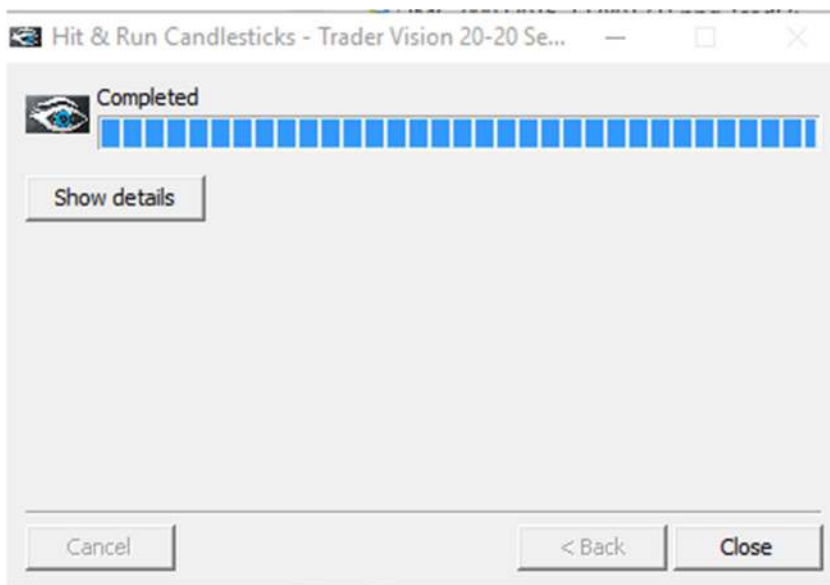 Hit & Run Candlesticks - Trader Vision 20-20 Se...
Completed
Show details
Cancel
< Back
Close